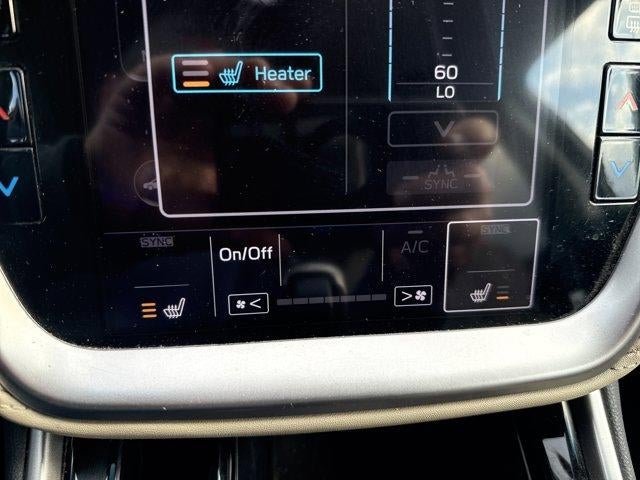 Heater
60
LO
SYNC
SYNC
On/Off
A/C
SYNC